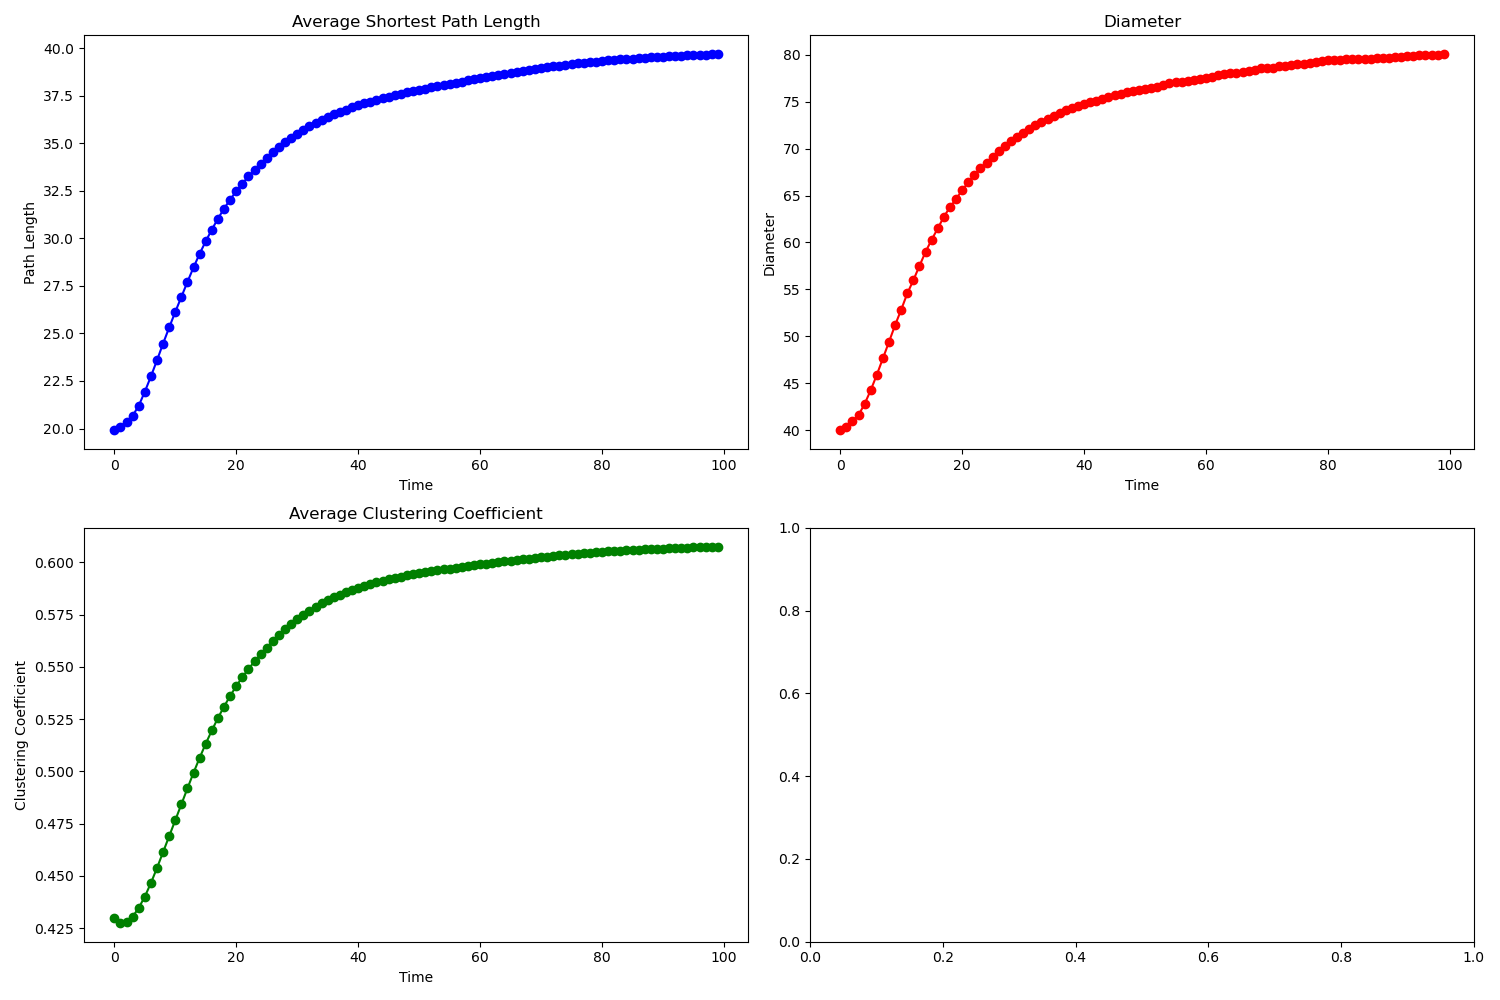 Average Shortest Path Length
Path Length
40.0
37.5
35.0
32.5
30.0
27.5
25.0
22.5
20.0
0 20 40 60 80 100
Time
Diameter
Diameter
80
75
70
65
60
55
50
45
40
0 20 40 60 80 100
Time
Average Clustering Coefficient
Clustering Coefficient
0.600
0.575
0.550
0.525
0.500
0.475
0.450
0.425
0 20 40 60 80 100
Time
1.0
0.8
0.6
0.4
0.2
0.0
0.0 0.2 0.4 0.6 0.8 1.0